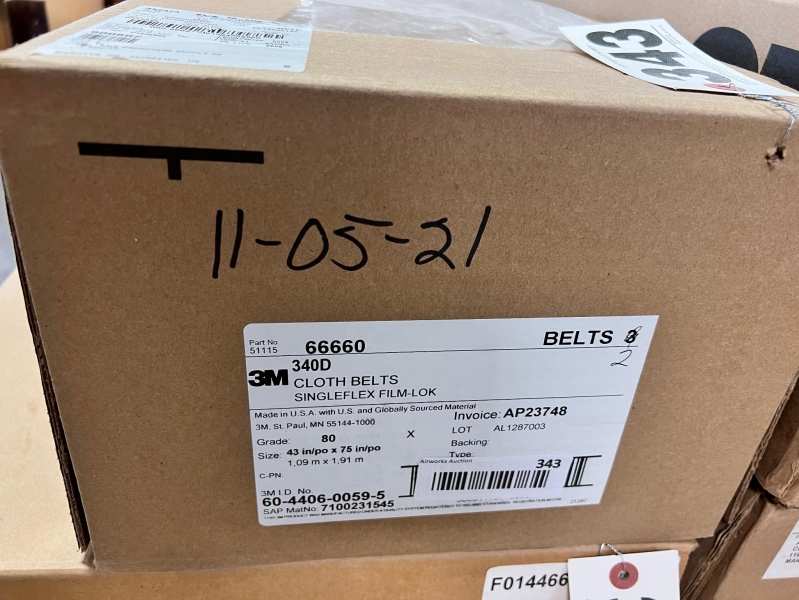 343
11-05-21
Part No.
51115 66660 BELTS
2
3M 340D
CLOTH BELTS
SINGLEFLEX FILM-LOK
Made in U.S.A. with U.S. and Globally Sourced Material
3M, St. Paul, MN 55144-1000
Invoice: AP23748
Grade: 80 X
LOT AL1287003
Size: 43 in/po x 75 in/po
Backing:
1,09 m x 1,91 m
Type:
C-PN:
Airworks Auction 343
3M I.D. No
60-4406-0059-5
SAP MatNo: 7100231545
F014466